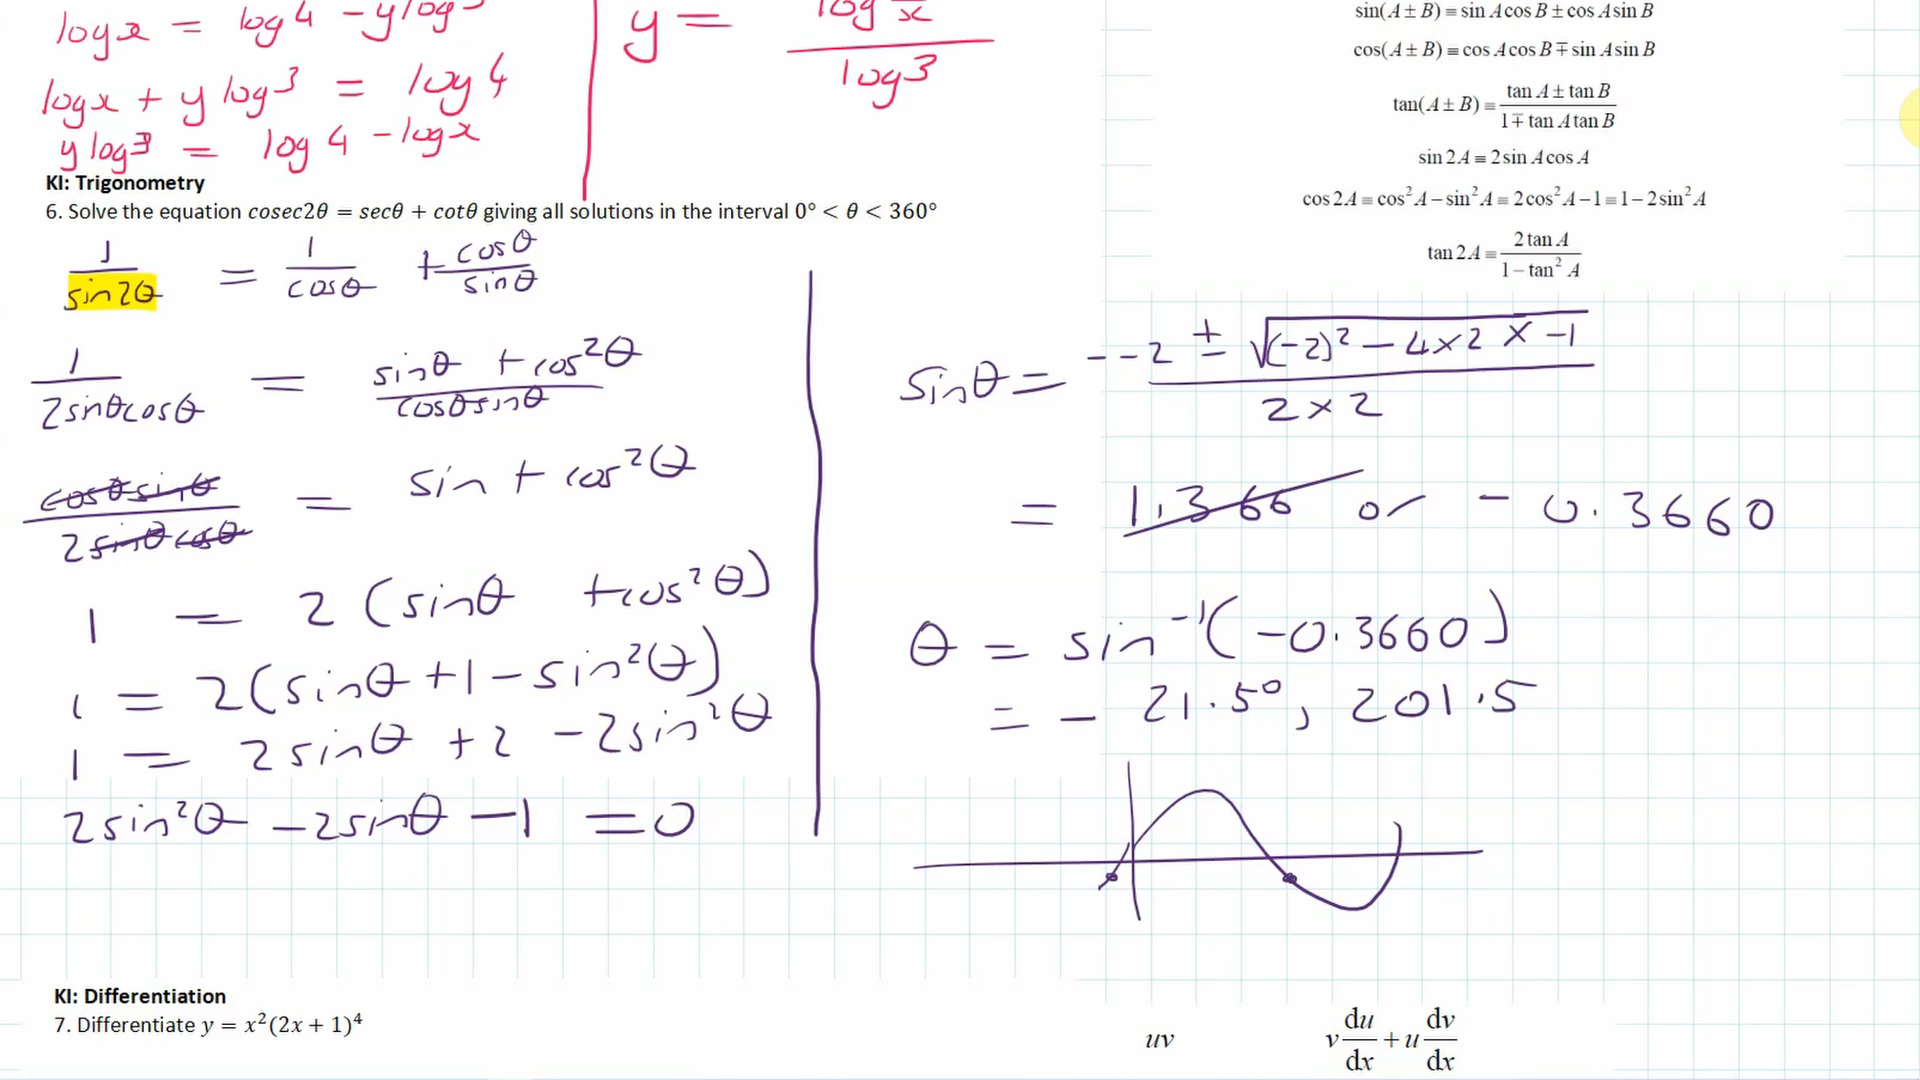 log x = log 4 - y log 3
log x + y log 3 = log 4
y log 3 = log 4 - log x
y = log x
log 3
KI: Trigonometry
6. Solve the equation cosec2θ = secθ + cotθ giving all solutions in the interval 0° < θ < 360°
1/sin2θ = 1/cosθ + cosθ/sinθ
1/2sinθcosθ = sinθ + cos²θ/cosθsinθ
cosθsinθ/2sinθcosθ = sin + cos²θ
1 = 2(sinθ + cos²θ)
1 = 2(sinθ + 1 - sin²θ)
1 = 2sinθ + 2 - 2sin²θ
2sin²θ - 2sinθ - 1 = 0
sin(A ± B) ≡ sin A cos B ± cos A sin B
cos(A ± B) ≡ cos A cos B ∓ sin A sin B
tan(A ± B) ≡ tan A ± tan B/1 ∓ tan A tan B
sin 2A ≡ 2 sin A cos A
cos 2A ≡ cos² A − sin² A ≡ 2 cos² A − 1 ≡ 1 − 2 sin² A
tan 2A ≡ 2 tan A/1 − tan² A
sinθ = - -2 ± √(-2)² - 4×2 × -1/2 × 2
= 1.366 or - 0.3660
θ = sin⁻¹(-0.3660)
= - 21.5°, 201.5
KI: Differentiation
7. Differentiate y = x²(2x + 1)⁴
uv v du/dx + u dv/dx